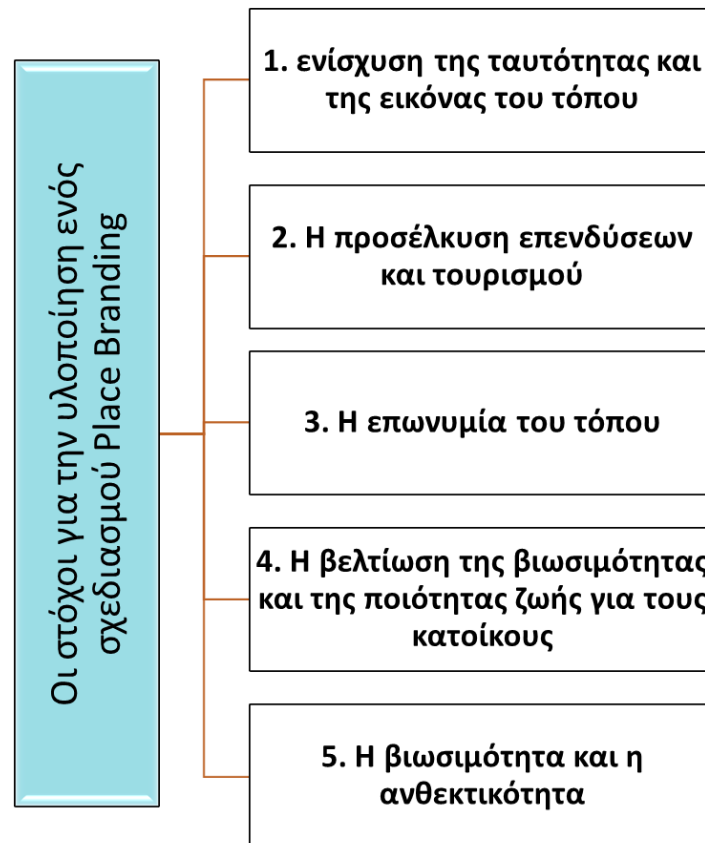 Οι στόχοι για την υλοποίηση ενός
σχεδιασμού Place Branding
1. ενίσχυση της ταυτότητας και
της εικόνας του τόπου
2. Η προσέλκυση επενδύσεων
και τουρισμού
3. Η επωνυμία του τόπου
4. Η βελτίωση της βιωσιμότητας
και της ποιότητας ζωής για τους
κατοίκους
5. Η βιωσιμότητα και η
ανθεκτικότητα